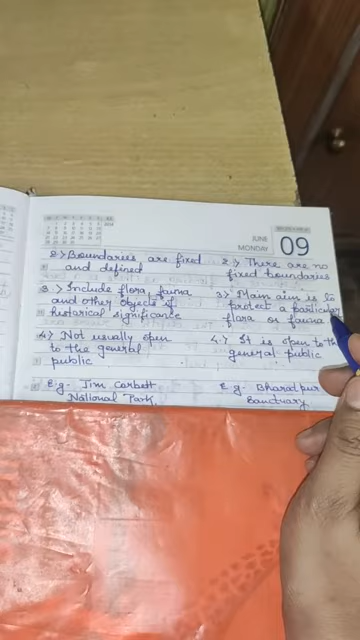 JUNE
MONDAY
09
2.> Boundaries are fixed
and defined
3.> Include flora, fauna
and other objects of
historical significance
4.> Not usually open
to the general
public
E.g. Jim Corbett
National Park,
2.> There are no
fixed boundaries
3.> Main aim is to
protect a particular
flora or fauna
4.> It is open to the
general public
E.g. Bharatpur
Sanctuary